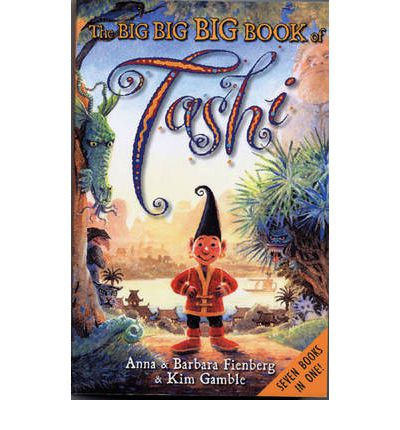 The BIG BIG BIG BOOK of
Tashi
Anna & Barbara Fienberg
& Kim Gamble
SEVEN BOOKS
IN ONE!